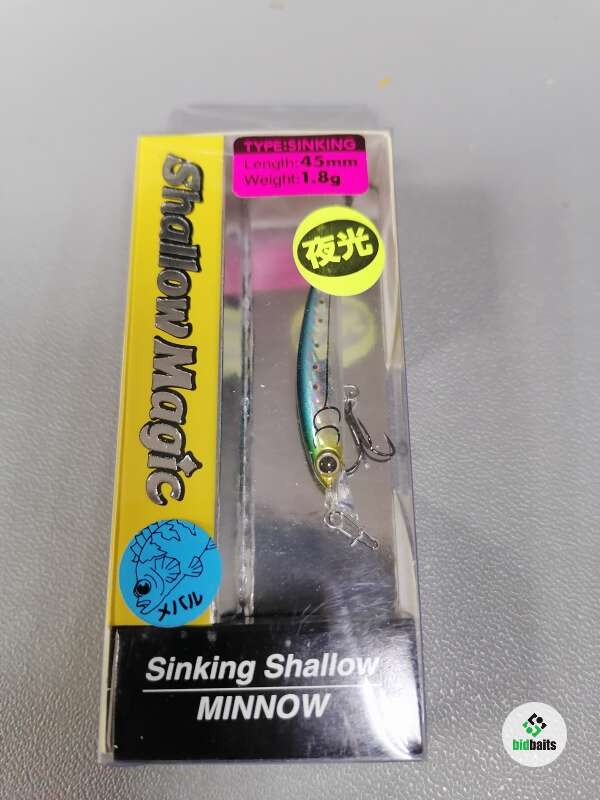 TYPE:SINKING
Length:45mm
Weight:1.8g
夜光
Shallow Magic
メバル
Sinking Shallow
MINNOW
bidbaits